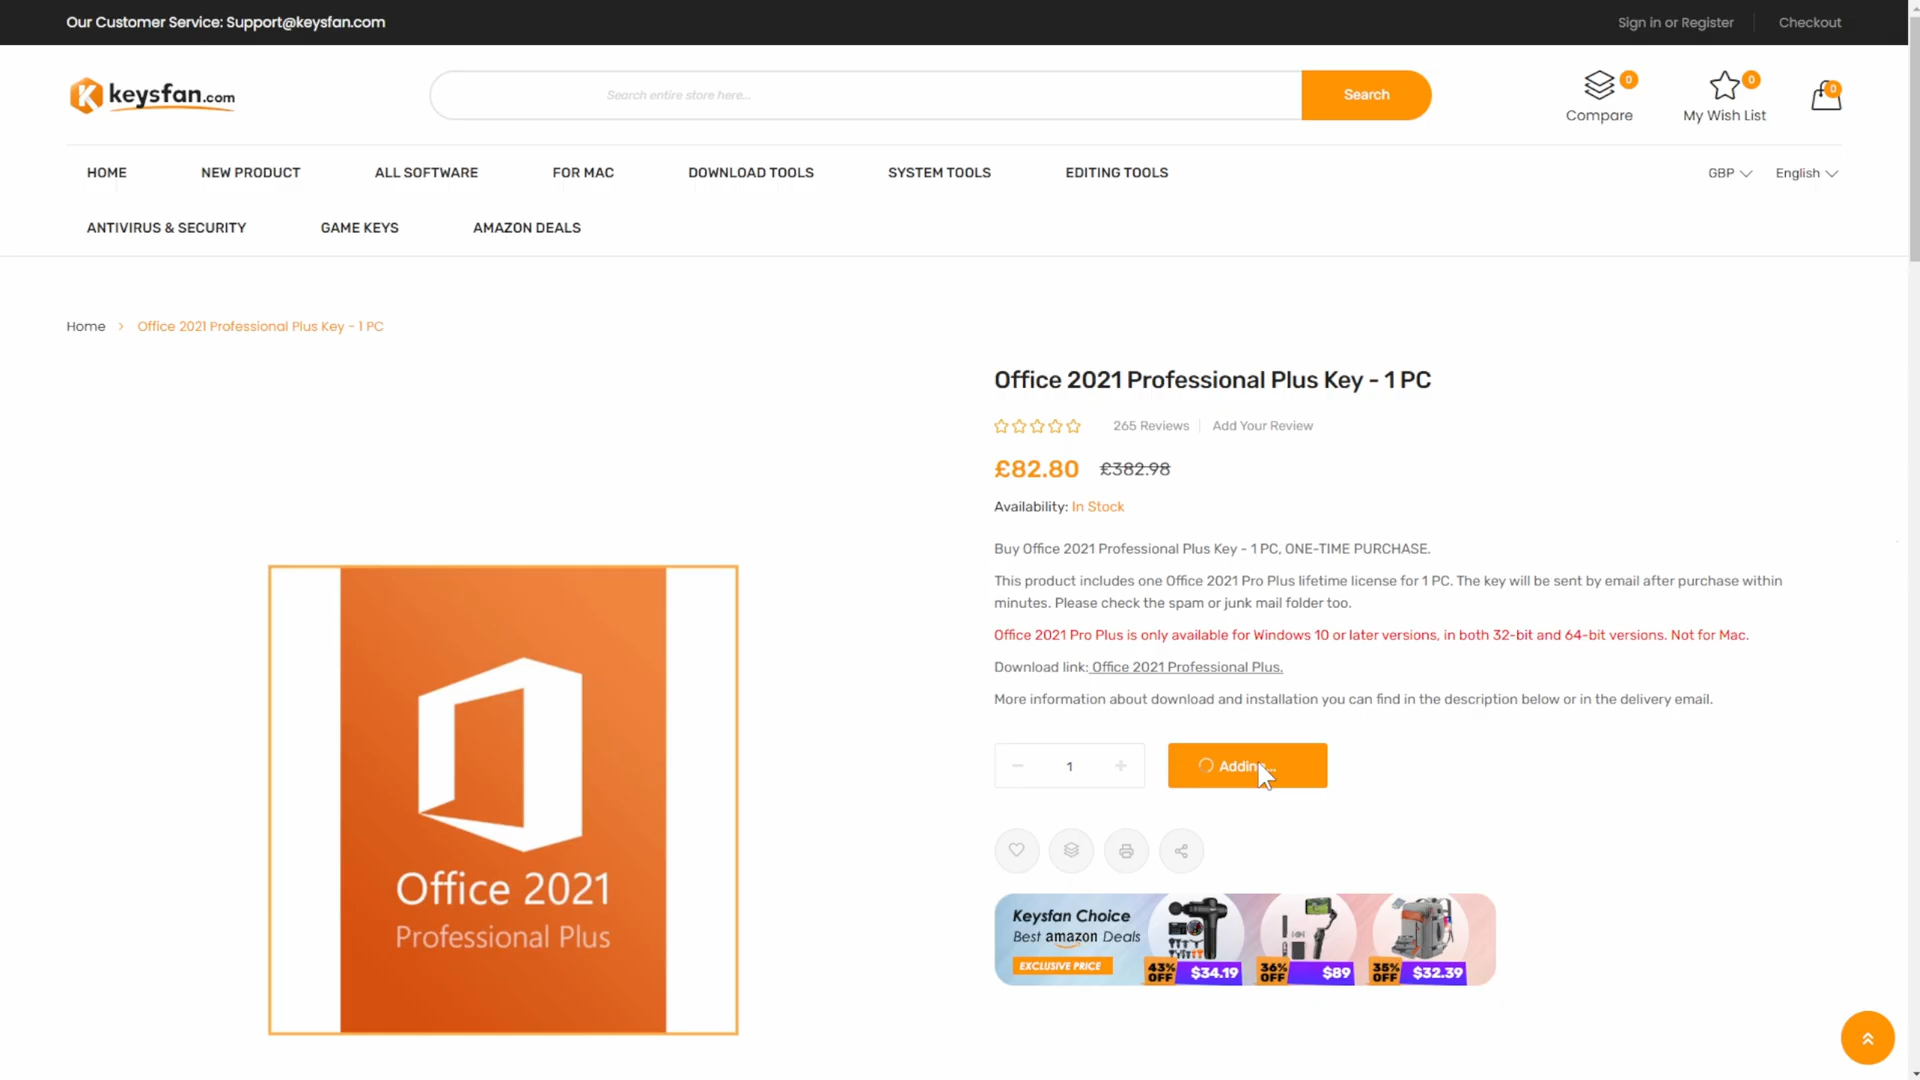 Our Customer Service: Support@keysfan.com
Sign in or Register
Checkout
keysfan.com
Search entire store here...
Search
0
Compare
0
My Wish List
0
HOME
NEW PRODUCT
ALL SOFTWARE
FOR MAC
DOWNLOAD TOOLS
SYSTEM TOOLS
EDITING TOOLS
GBP
English
ANTIVIRUS & SECURITY
GAME KEYS
AMAZON DEALS
Home > Office 2021 Professional Plus Key - 1 PC
Office 2021 Professional Plus Key - 1 PC
265 Reviews
Add Your Review
£82.80 £382.98
Availability: In Stock
Buy Office 2021 Professional Plus Key - 1 PC, ONE-TIME PURCHASE.
This product includes one Office 2021 Pro Plus lifetime license for 1 PC. The key will be sent by email after purchase within
minutes. Please check the spam or junk mail folder too.
Office 2021 Pro Plus is only available for Windows 10 or later versions, in both 32-bit and 64-bit versions. Not for Mac.
Download link: Office 2021 Professional Plus.
More information about download and installation you can find in the description below or in the delivery email.
1
Adding...
Office 2021
Professional Plus
Keysfan Choice
Best amazon Deals
EXCLUSIVE PRICE
43% OFF $34.19
36% OFF $89
35% OFF $32.39